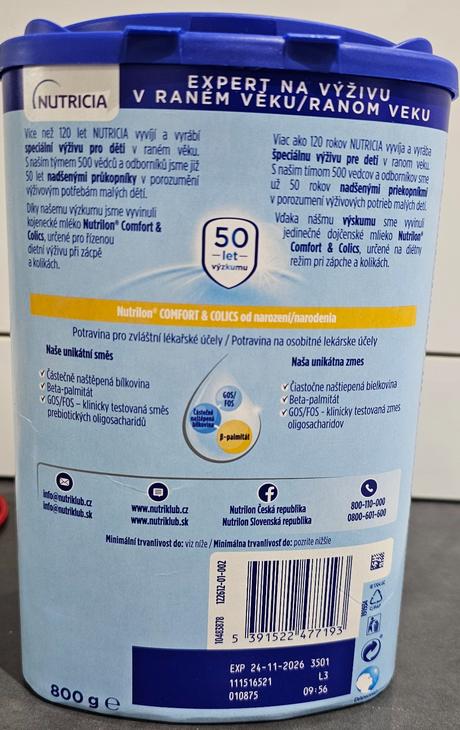 NUTRICIA
EXPERT NA VÝŽIVU
V RANÉM VĚKU/RANOM VEKU
Více než 120 let NUTRICIA vyvíjí a vyrábí
speciální výživu pro děti v raném věku.
S naším týmem 500 vědců a odborníků jsme již
50 let nadšenými průkopníky v porozumění
výživovým potřebám malých dětí.
Díky našemu výzkumu jsme vyvinuli
kojenecké mléko Nutrilon® Comfort &
Colics, určené pro řízenou
dietní výživu při zácpě
a kolikách.
Viac ako 120 rokov NUTRICIA vyvíja a vyrába
špeciálnu výživu pre deti v ranom veku.
S naším tímom 500 vedcov a odborníkov sme
už 50 rokov nadšenými priekopníkmi
v porozumení výživových potrieb malých detí.
Vďaka nášmu výskumu sme vyvinuli
jedinečné dojčenské mlieko Nutrilon®
Comfort & Colics, určené na diétny
režim pri zápche a kolikách.
50
let
výzkumu
Nutrilon® COMFORT & COLICS od narození/narodenia
Potravina pro zvláštní lékařské účely / Potravina na osobitné lekárske účely
Naše unikátní směs
Částečně naštěpená bílkovina
Beta-palmitát
GOS/FOS – klinicky testovaná směs
prebiotických oligosacharidů
GOS/
FOS
Částečně
naštěpená
bílkovina
β-palmitát
Naša unikátna zmes
Čiastočne naštiepená bielkovina
Beta-palmitát
GOS/FOS - klinicky testovaná zmes
oligosacharidov
info@nutriklub.cz
info@nutriklub.sk
www.nutriklub.cz
www.nutriklub.sk
Nutrilon Česká republika
Nutrilon Slovenská republika
800-110-000
0800-601-600
Minimální trvanlivost do: viz níže / Minimálna trvanlivosť do: pozrite nižšie
122612-01-002
10403878
5 391522 477193
EXP 24-11-2026 3501
111516521 L3
010875 09:56
800 g e